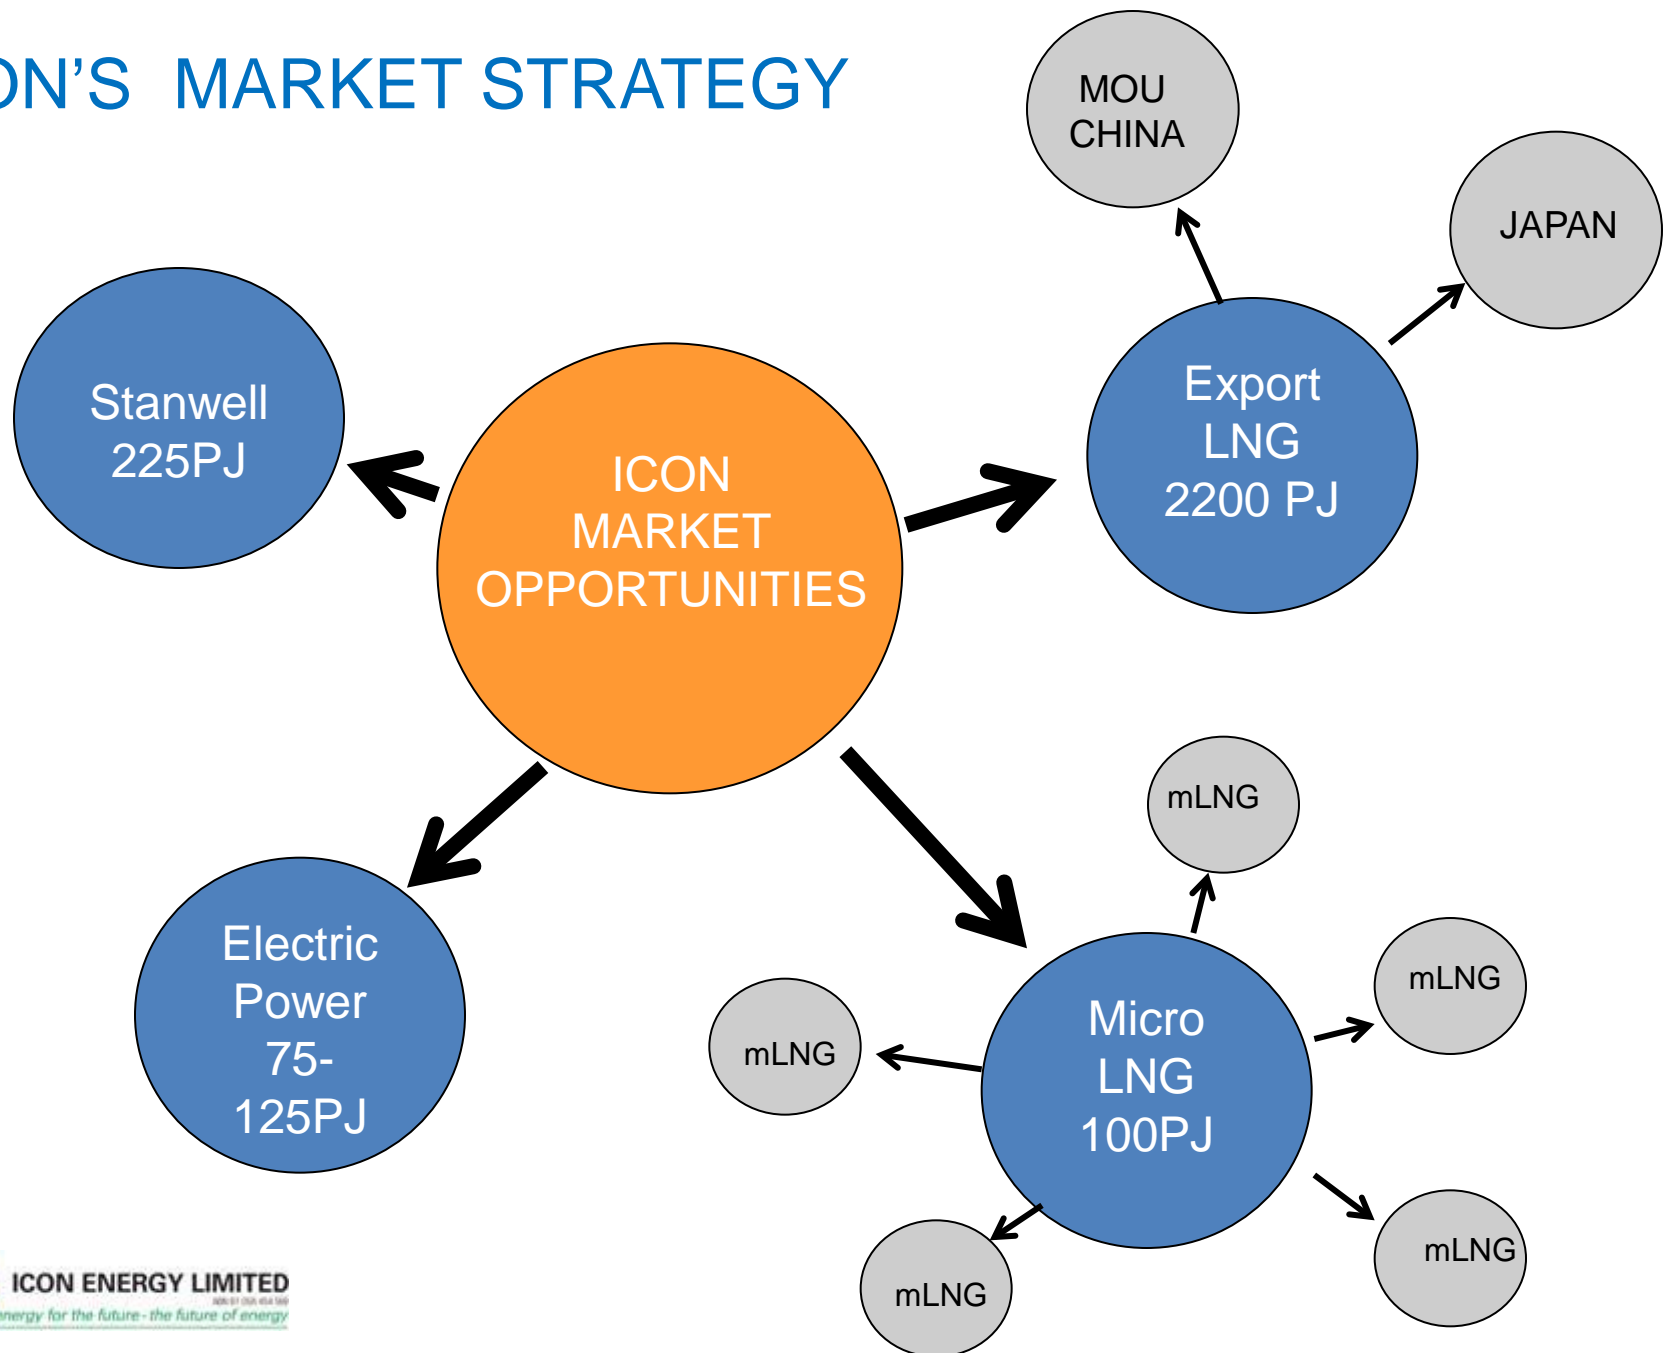 ON'S MARKET STRATEGY
MOU
CHINA
JAPAN
Stanwell
225PJ
ICON
MARKET
OPPORTUNITIES
Export
LNG
2200 PJ
Electric
Power
75-
125PJ
Micro
LNG
100PJ
mLNG
mLNG
mLNG
mLNG
mLNG
ICON ENERGY LIMITED
energy for the future - the future of energy